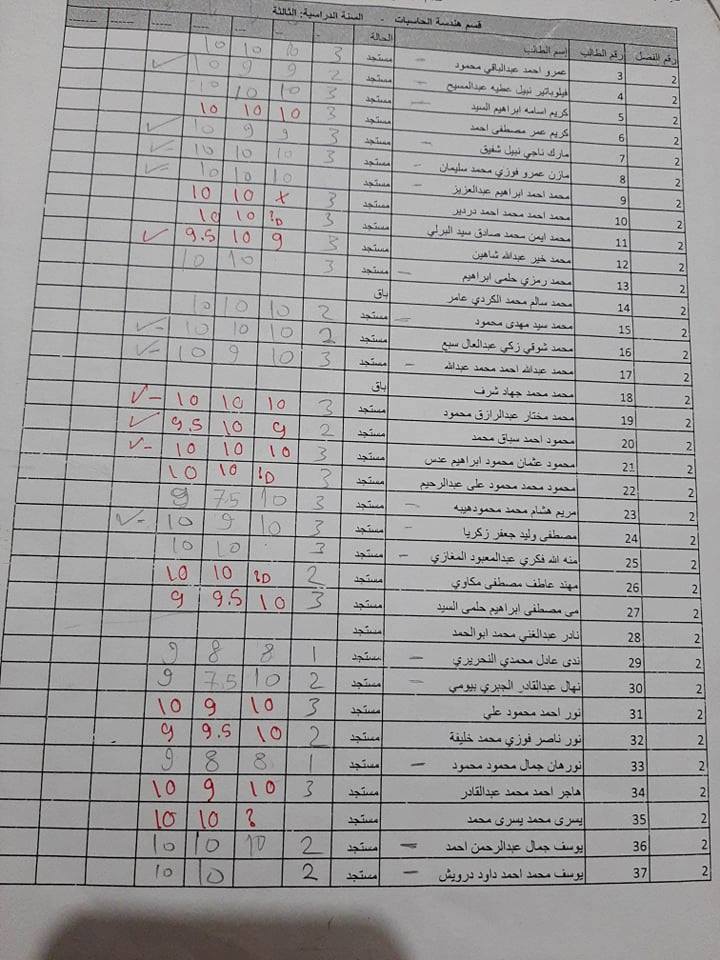 قسم هندسة الحاسبات - السنة الدراسية: الثالثة
رقم الفصل رقم الطالب إسم الطالب الحالة
2 3 عمرو احمد عبدالباقي محمود مستجد 3 10 10 10
2 4 فيلوباتير نبيل عطيه عبدالمسيح مستجد 2 9 9 10 ✓
2 5 كريم اسامه ابراهيم السيد مستجد 3 10 10 10
2 6 كريم عمر مصطفى احمد مستجد 3 10 10 10
2 7 مارك ناجي نبيل شفيق مستجد 9 9 10 ✓
2 8 مازن عمرو فوزي محمد سليمان مستجد 3 10 10 10 ✓
2 9 محمد احمد ابراهيم عبدالعزيز مستجد 10 10 10 ✓
2 10 محمد احمد محمد احمد دردير مستجد 3 x 10 10
2 11 محمد ايمن محمد صادق سيد البرلي مستجد 3 10 10
2 12 محمد خير عبدالله شاهين مستجد 3 9 10 9.5 ✓
2 13 محمد رمزي حلمى ابراهيم مستجد 3 10 10
2 14 محمد سالم محمد الكردي عامر باق
2 15 محمد سيد مهدى محمود مستجد 2 10 10 10
2 16 محمد شوقي زكي عبدالعال سبع مستجد 2 10 10 10 ✓
2 17 محمد عبدالله احمد محمد عبدالله مستجد 3 10 9 10 ✓
2 18 محمد محمد جهاد شرف باق
2 19 محمد مختار عبدالرازق محمود مستجد 3 10 10 10 ✓
2 20 محمود احمد سباق محمد مستجد 2 9 10 9.5 ✓
2 21 محمود عثمان محمود ابراهيم عدس مستجد 3 10 10 10 ✓
2 22 محمود محمد محمود على عبدالرحيم مستجد 3 10 10
2 23 مريم هشام محمد محمودهيبه مستجد 3 10 7.5 9
2 24 مصطفى وليد جعفر زكريا مستجد 3 10 9 10 ✓
2 25 منه الله فكري عبدالمعبود المغازي مستجد 3 10 10
2 26 مهند عاطف مصطفى مكاوي مستجد 2 10 10
2 27 مى مصطفى ابراهيم حلمى السيد مستجد 3 10 9.5 9
2 28 نادر عبدالغني محمد ابوالحمد مستجد
2 29 ندى عادل محمدي النحريري مستجد 1 8 8 9
2 30 نهال عبدالقادر الجبري بيومي مستجد 2 10 7.5 9
2 31 نور احمد محمود علي مستجد 3 10 9 10
2 32 نور ناصر فوزي محمد خليفة مستجد 2 10 9.5 9
2 33 نورهان جمال محمود محمود مستجد 1 8 8 9
2 34 هاجر احمد محمد عبدالقادر مستجد 3 10 9 10
2 35 يسرى محمد يسرى محمد مستجد ? 10 10
2 36 يوسف جمال عبدالرحمن احمد مستجد 2 10 10 10
2 37 يوسف محمد احمد داود درويش مستجد 2 10 10